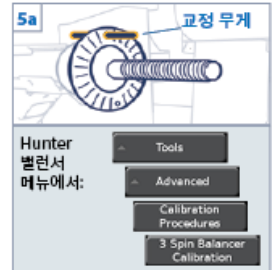 5a
교정 무게
Hunter
밸런서
메뉴에서:
Tools
Advanced
Calibration
Procedures
3 Spin Balancer
Calibration